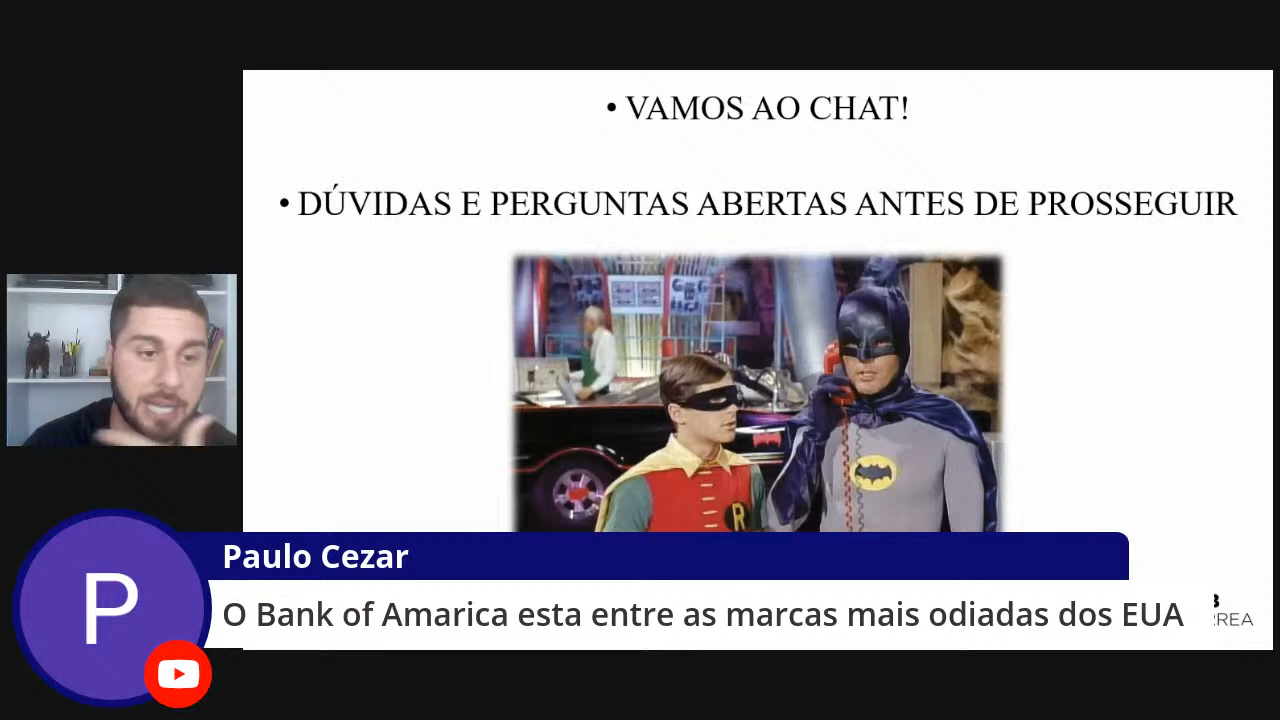 • VAMOS AO CHAT!
• DÚVIDAS E PERGUNTAS ABERTAS ANTES DE PROSSEGUIR
R
P
Paulo Cezar
O Bank of Amarica esta entre as marcas mais odiadas dos EUA
REA